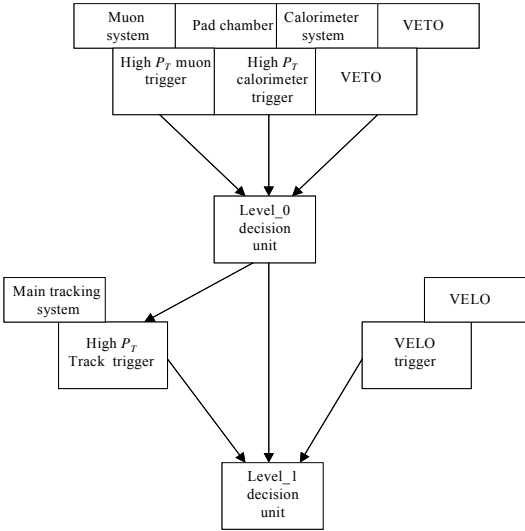 Muon
system
Pad chamber
Calorimeter
system
VETO
High P_T muon
trigger
High P_T
calorimeter
trigger
VETO
Level_0
decision
unit
Main tracking
system
VELO
High P_T
Track trigger
VELO
trigger
Level_1
decision
unit